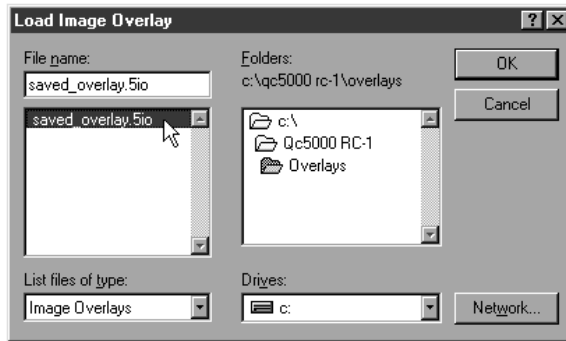 Load Image Overlay
File name:
saved_overlay.5io
saved_overlay.5io
Folders:
c:\qc5000 rc-1\overlays
c:\
Qc5000 RC-1
Overlays
OK
Cancel
List files of type:
Image Overlays
Drives:
c:
Network...